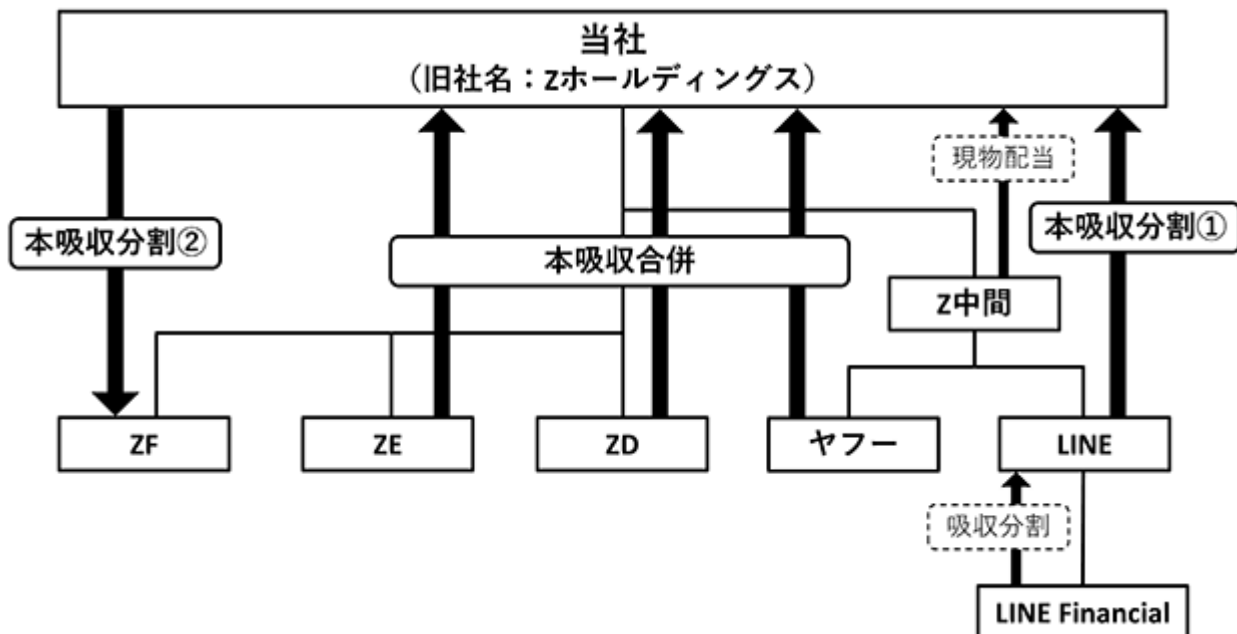 当社
（旧社名：Zホールディングス）
現物配当
本吸収分割②
本吸収合併
本吸収分割①
Z中間
ZF
ZE
ZD
ヤフー
LINE
吸収分割
LINE Financial